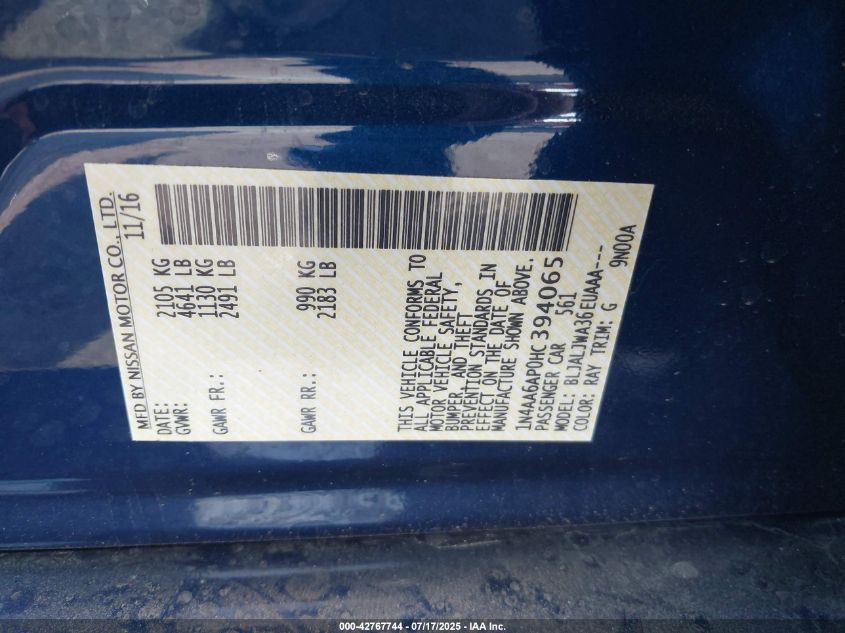 MFD BY NISSAN MOTOR CO., LTD.
DATE: 11/16
GVWR: 2105 KG
4641 LB
GAWR FR.: 1130 KG
2491 LB
GAWR RR.: 990 KG
2183 LB
THIS VEHICLE CONFORMS TO
ALL APPLICABLE FEDERAL
MOTOR VEHICLE SAFETY,
BUMPER, AND THEFT
PREVENTION STANDARDS IN
EFFECT ON THE DATE OF
MANUFACTURE SHOWN ABOVE.
1N4AA6AP0HC394065
PASSENGER CAR 561
MODEL: BLJALJWA36EUAAA---
COLOR: RAY TRIM: G 9N00A
000-42767744 - 07/17/2025 - IAA Inc.